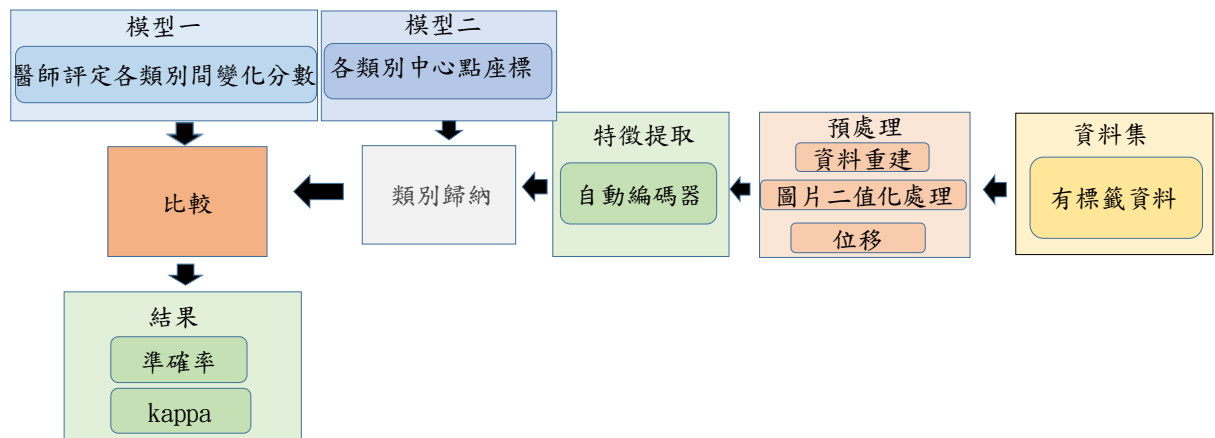 模型一
醫師評定各類別間變化分數
模型二
各類別中心點座標
特徵提取
自動編碼器
預處理
資料重建
圖片二值化處理
位移
資料集
有標籤資料
比較
類別歸納
結果
準確率
kappa